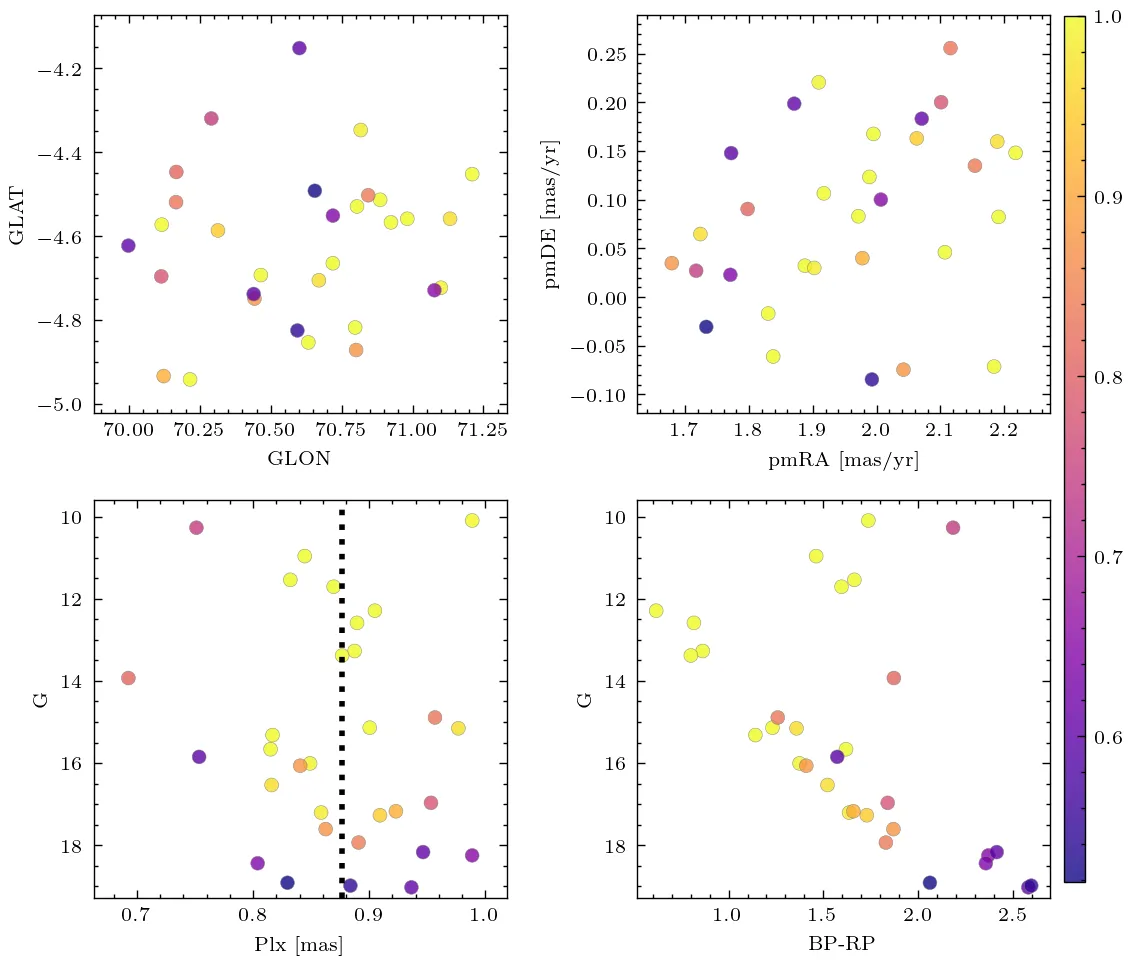 −4.2
−4.4
−4.6
−4.8
−5.0
GLAT
70.00 70.25 70.50 70.75 71.00 71.25
GLON
0.25
0.20
0.15
0.10
0.05
0.00
−0.05
−0.10
pmDE [mas/yr]
1.7 1.8 1.9 2.0 2.1 2.2
pmRA [mas/yr]
1.0
0.9
0.8
0.7
0.6
10
12
14
16
18
G
0.7 0.8 0.9 1.0
Plx [mas]
10
12
14
16
18
G
1.0 1.5 2.0 2.5
BP-RP